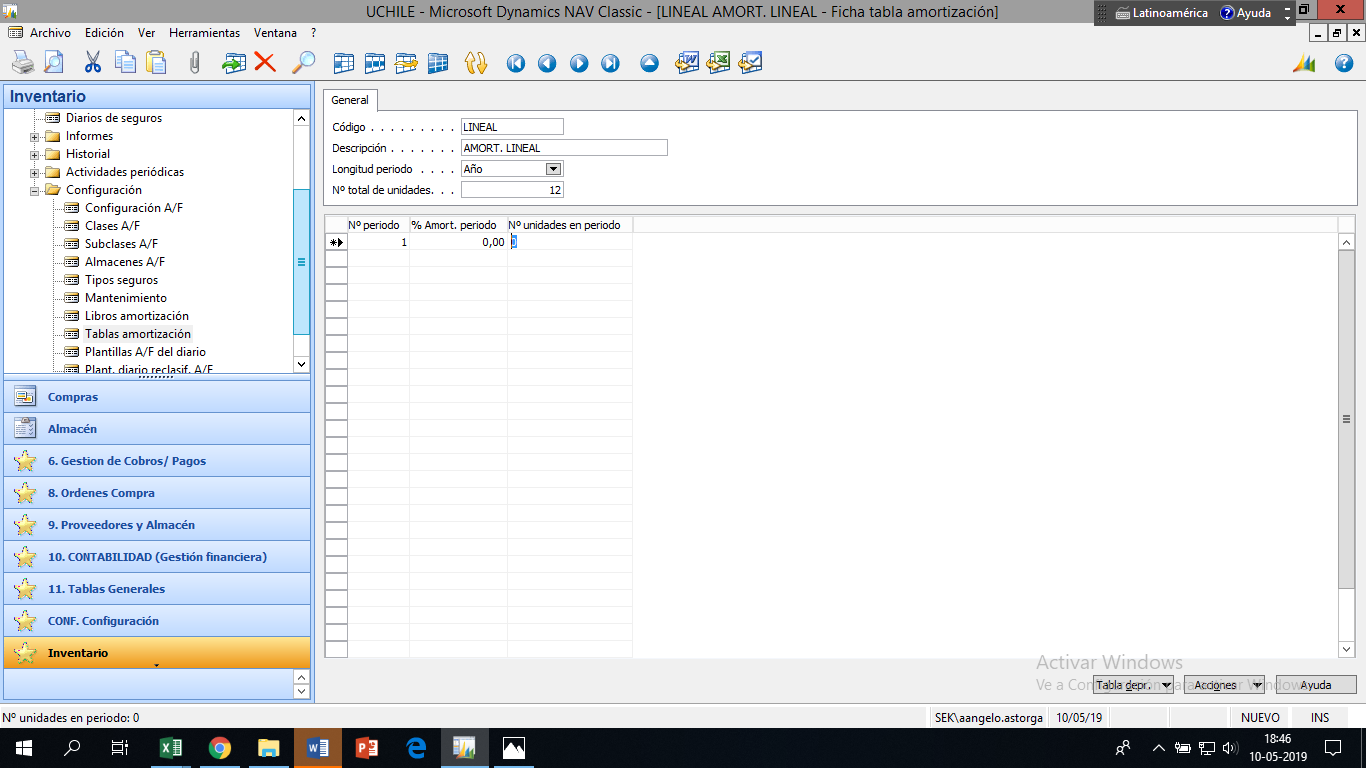 UCHILE - Microsoft Dynamics NAV Classic - [LINEAL AMORT. LINEAL - Ficha tabla amortización]
Latinoamérica Ayuda
Archivo Edición Ver Herramientas Ventana ?
Inventario
Diarios de seguros
Informes
Historial
Actividades periódicas
Configuración
Configuración A/F
Clases A/F
Subclases A/F
Almacenes A/F
Tipos seguros
Mantenimiento
Libros amortización
Tablas amortización
Plantillas A/F del diario
Plant. diario reclasif. A/F
Compras
Almacén
6. Gestion de Cobros/ Pagos
8. Ordenes Compra
9. Proveedores y Almacén
10. CONTABILIDAD (Gestión financiera)
11. Tablas Generales
CONF. Configuración
Inventario
General
Código . . . . . . . . . LINEAL
Descripción . . . . . . . AMORT. LINEAL
Longitud periodo . . . . Año
Nº total de unidades. . . 12
Nº periodo % Amort. periodo Nº unidades en periodo
1 0,00 0
Activar Windows
Ve a Configuración para activar Windows.
Tabla depr. Acciones Ayuda
Nº unidades en periodo: 0 SEK\aangelo.astorga 10/05/19 NUEVO INS
18:46
10-05-2019